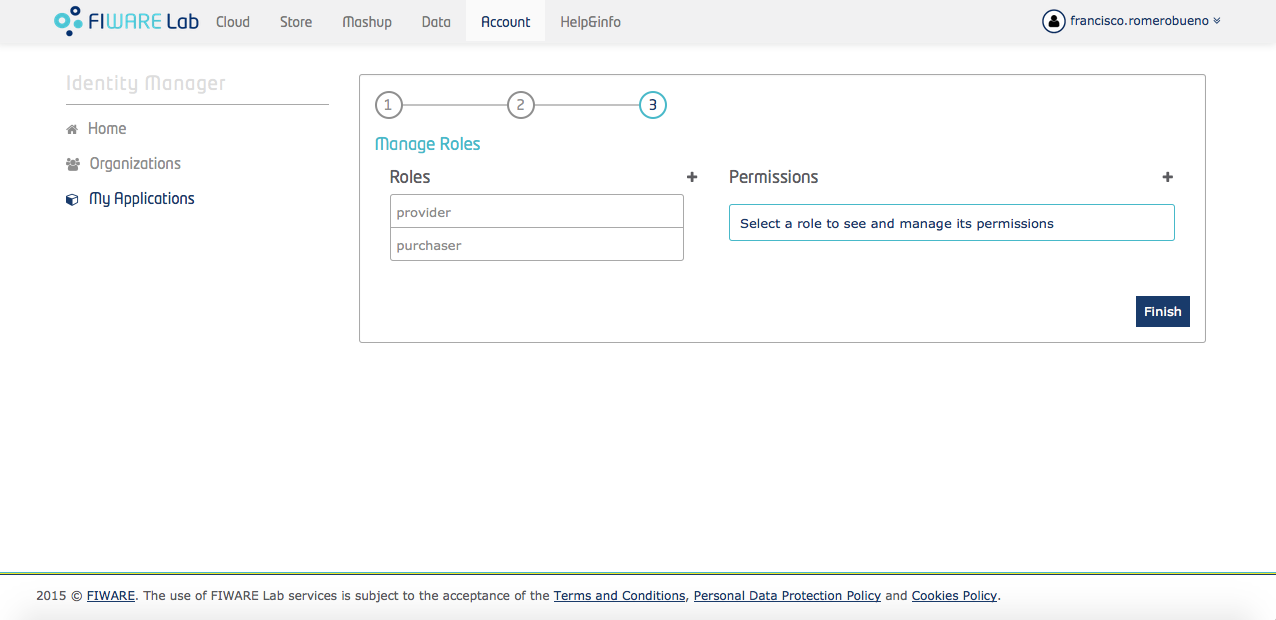 FIWARE Lab Cloud Store Mashup Data Account Help&info francisco.romerobueno
Identity Manager
Home
Organizations
My Applications
1 2 3
Manage Roles
Roles + Permissions +
provider
purchaser
Select a role to see and manage its permissions
Finish
2015 © FIWARE. The use of FIWARE Lab services is subject to the acceptance of the Terms and Conditions, Personal Data Protection Policy and Cookies Policy.